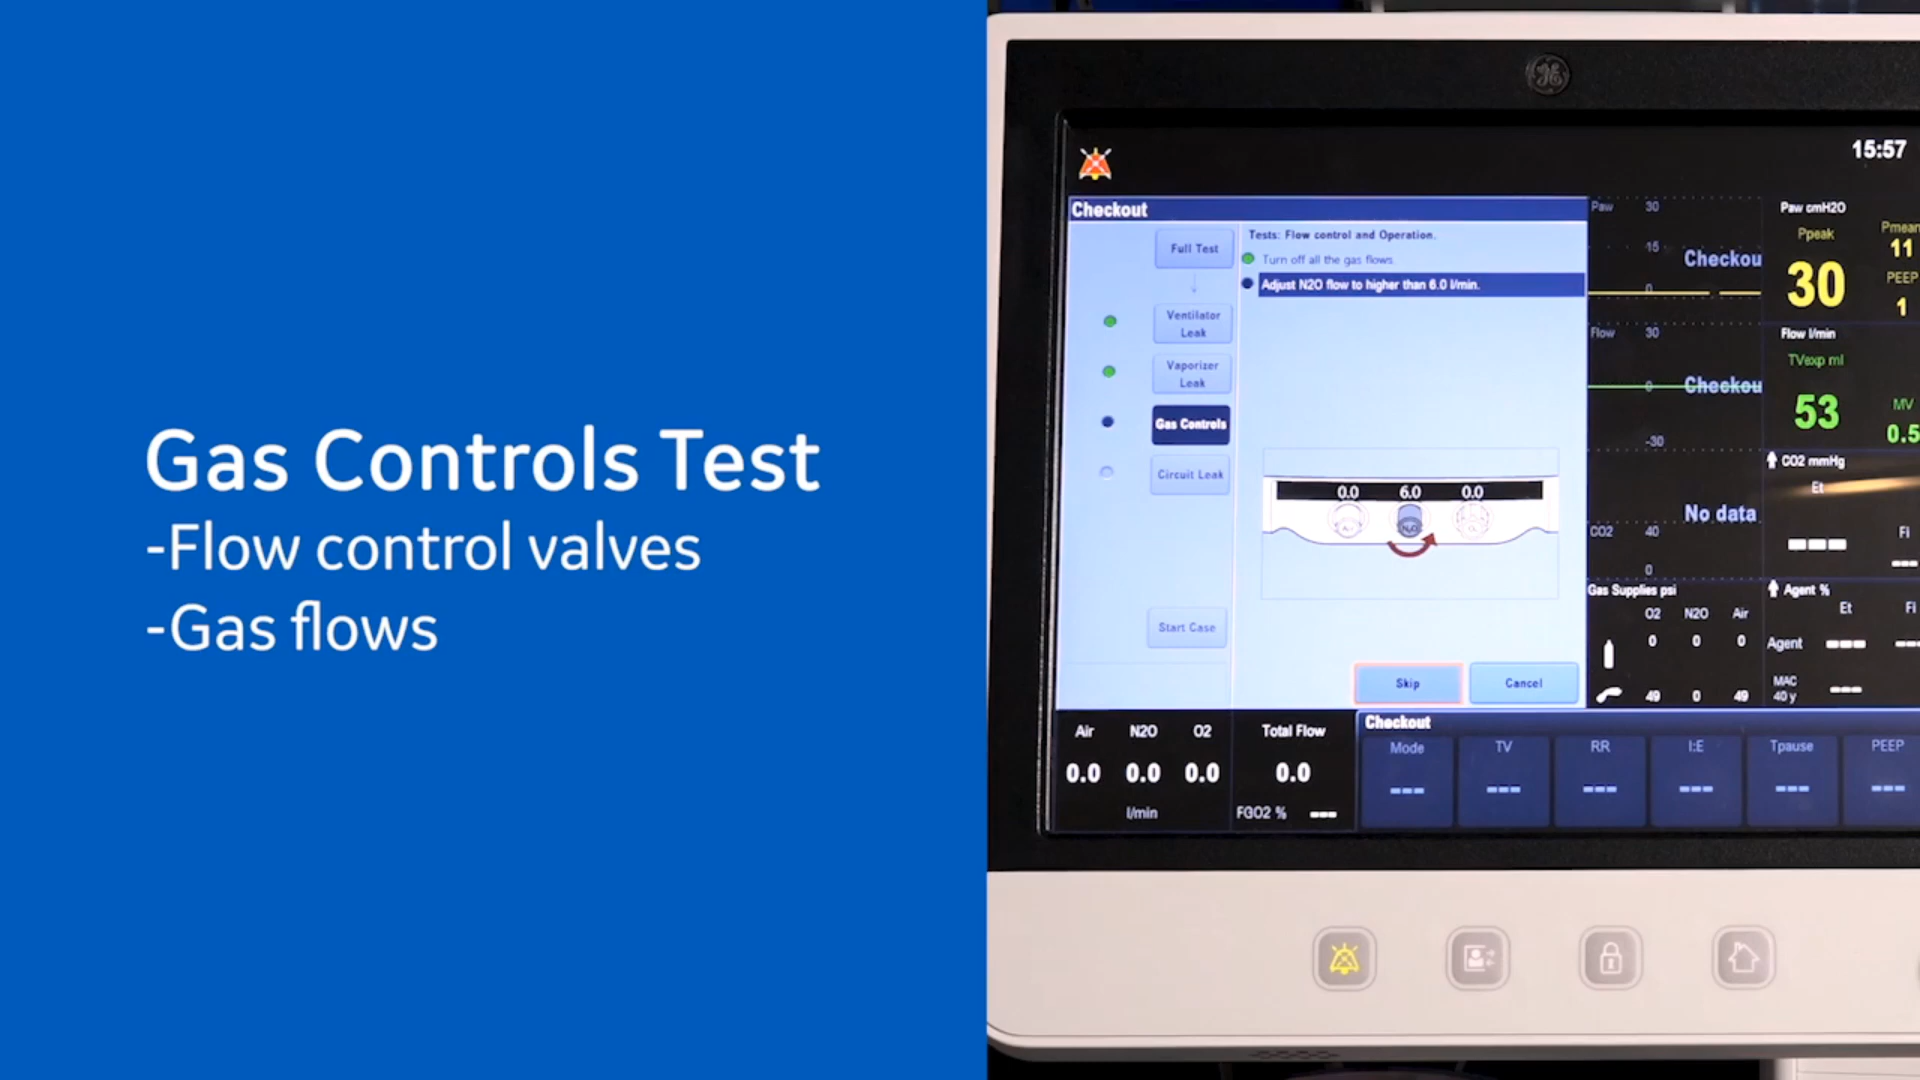 Gas Controls Test
-Flow control valves
-Gas flows
15:57
Checkout
Full Test
Ventilator
Leak
Vaporizer
Leak
Gas Controls
Circuit Leak
Start Case
Tests: Flow control and Operation.
Turn off all the gas flows.
Adjust N2O flow to higher than 6.0 l/min.
0.0 6.0 0.0
N2O
Skip Cancel
Paw 30
15
0
Checkou
Flow 30
0
-30
Checkou
CO2 40
0
No data
Paw cmH2O
Ppeak
30
Pmean
11
PEEP
1
Flow l/min
TVexp ml
53
MV
0.5
CO2 mmHg
Et
---
Fi
---
Gas Supplies psi
O2 N2O Air
0 0 0
49 0 49
Agent %
Et Fi
Agent --- ---
MAC
40 y ---
Air N2O O2
0.0 0.0 0.0
l/min
Total Flow
0.0
FGO2 % ---
Checkout
Mode TV RR I:E Tpause PEEP
--- --- --- --- --- ---